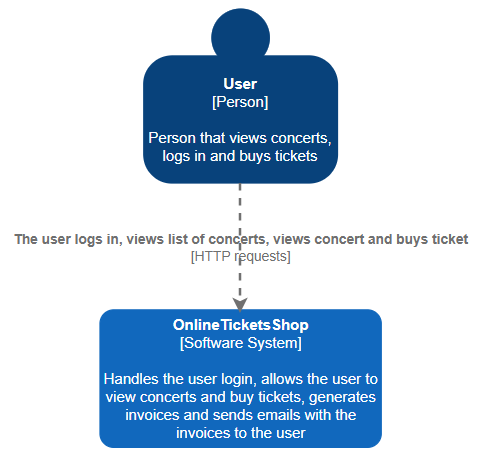 User
[Person]
Person that views concerts,
logs in and buys tickets
The user logs in, views list of concerts, views concert and buys ticket
[HTTP requests]
OnlineTicketsShop
[Software System]
Handles the user login, allows the user to
view concerts and buy tickets, generates
invoices and sends emails with the
invoices to the user